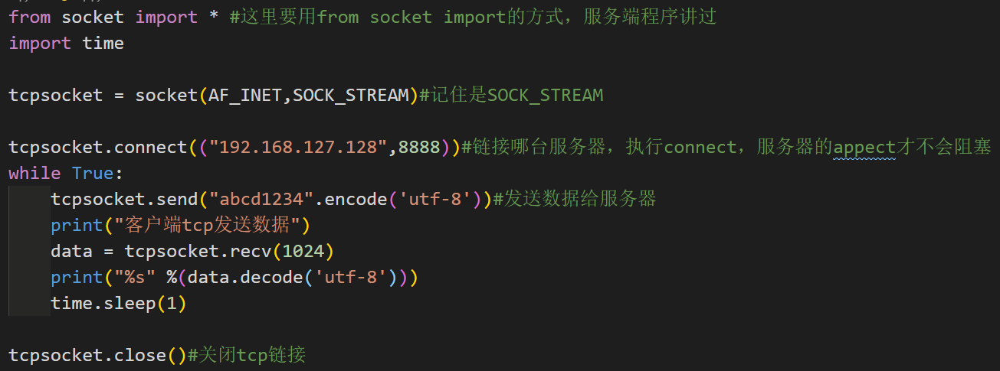 from socket import * #这里要用from socket import的方式，服务端程序讲过
import time
tcpsocket = socket(AF_INET,SOCK_STREAM)#记住是SOCK_STREAM
tcpsocket.connect(("192.168.127.128",8888))#链接哪台服务器，执行connect，服务器的appect才不会阻塞
while True:
    tcpsocket.send("abcd1234".encode('utf-8'))#发送数据给服务器
    print("客户端tcp发送数据")
    data = tcpsocket.recv(1024)
    print("%s" %(data.decode('utf-8')))
    time.sleep(1)
tcpsocket.close()#关闭tcp链接